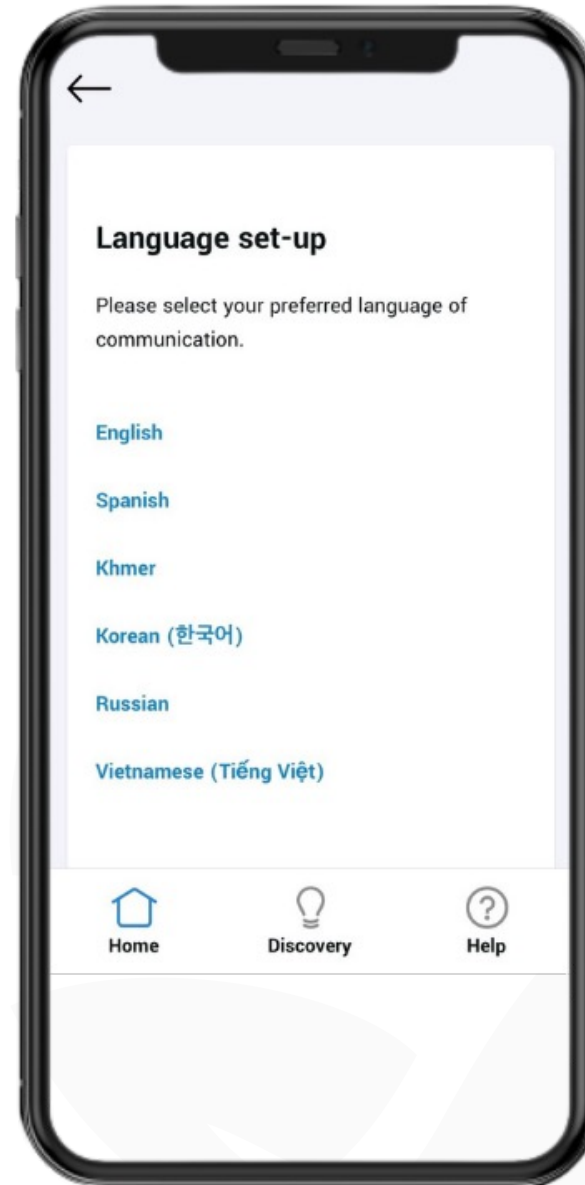 Language set-up
Please select your preferred language of
communication.
English
Spanish
Khmer
Korean (한국어)
Russian
Vietnamese (Tiếng Việt)
Home Discovery Help